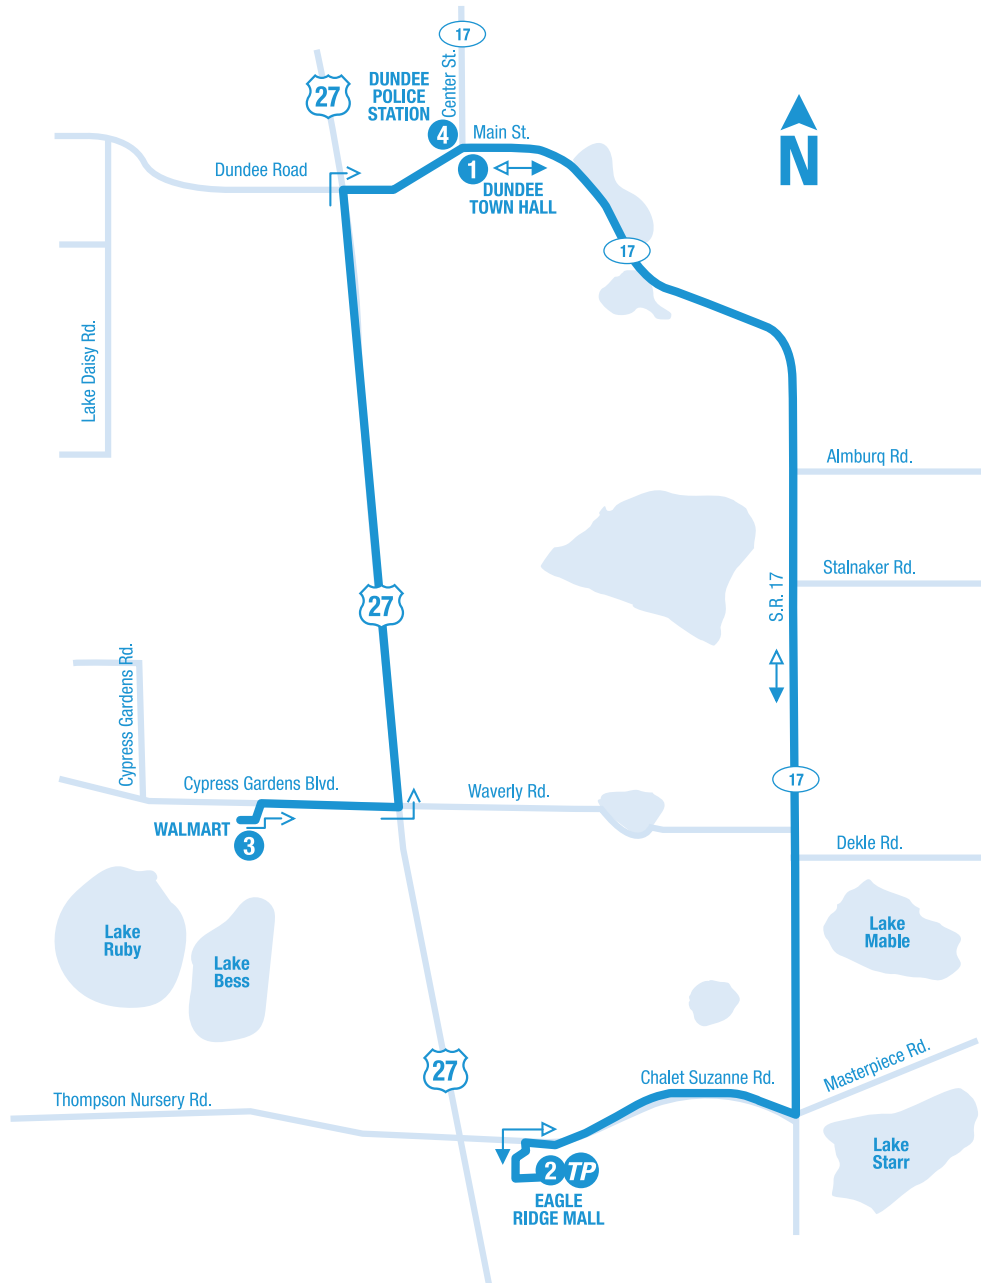 17
27
DUNDEE
POLICE
STATION
Center St.
4
Main St.
N
Dundee Road
1
DUNDEE
TOWN HALL
17
Lake Daisy Rd.
Almburq Rd.
Stalnaker Rd.
S.R. 17
27
Cypress Gardens Rd.
Cypress Gardens Blvd.
Waverly Rd.
17
WALMART
3
Dekle Rd.
Lake
Ruby
Lake
Bess
Lake
Mable
27
Chalet Suzanne Rd.
Masterpiece Rd.
Thompson Nursery Rd.
2
TP
EAGLE
RIDGE MALL
Lake
Starr